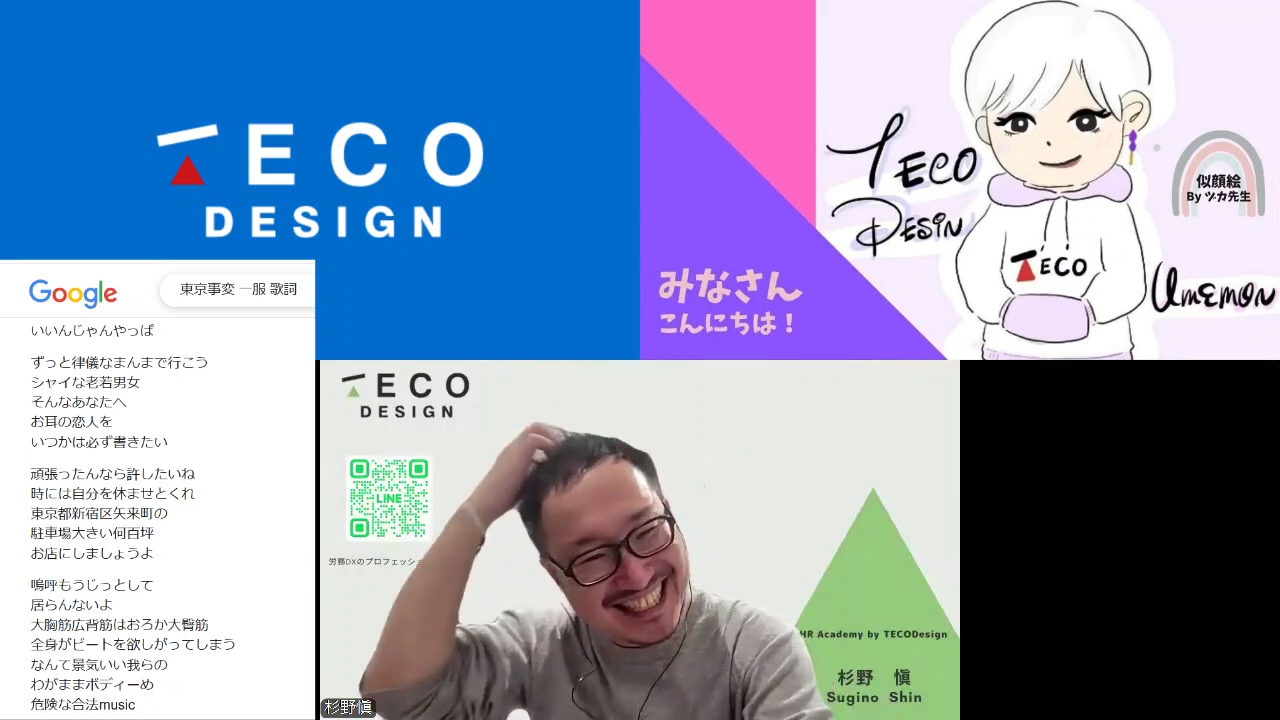 TECO
DESIGN
Google
東京事変 一服 歌詞
いいんじゃんやっぱ
ずっと律儀なまんまで行こう
シャイな老若男女
そんなあなたへ
お耳の恋人を
いつかは必ず書きたい
頑張ったんなら許したいね
時には自分を休ませとくれ
東京都新宿区矢来町の
駐車場大きい何百坪
お店にしましょうよ
嗚呼もうじっとして
居らんないよ
大胸筋広背筋はおろか大臀筋
全身がビートを欲しがってしまう
なんて景気いい我らの
わがままボディーめ
危険な合法music
みなさん
こんにちは！
TECO
DESIN
似顔絵
By ヅカ先生
TECO
UMEMON
TECO
DESIGN
LINE
労務DXのプロフェッショ
HR Academy by TECODesign
杉野 慎
Sugino Shin
杉野慎